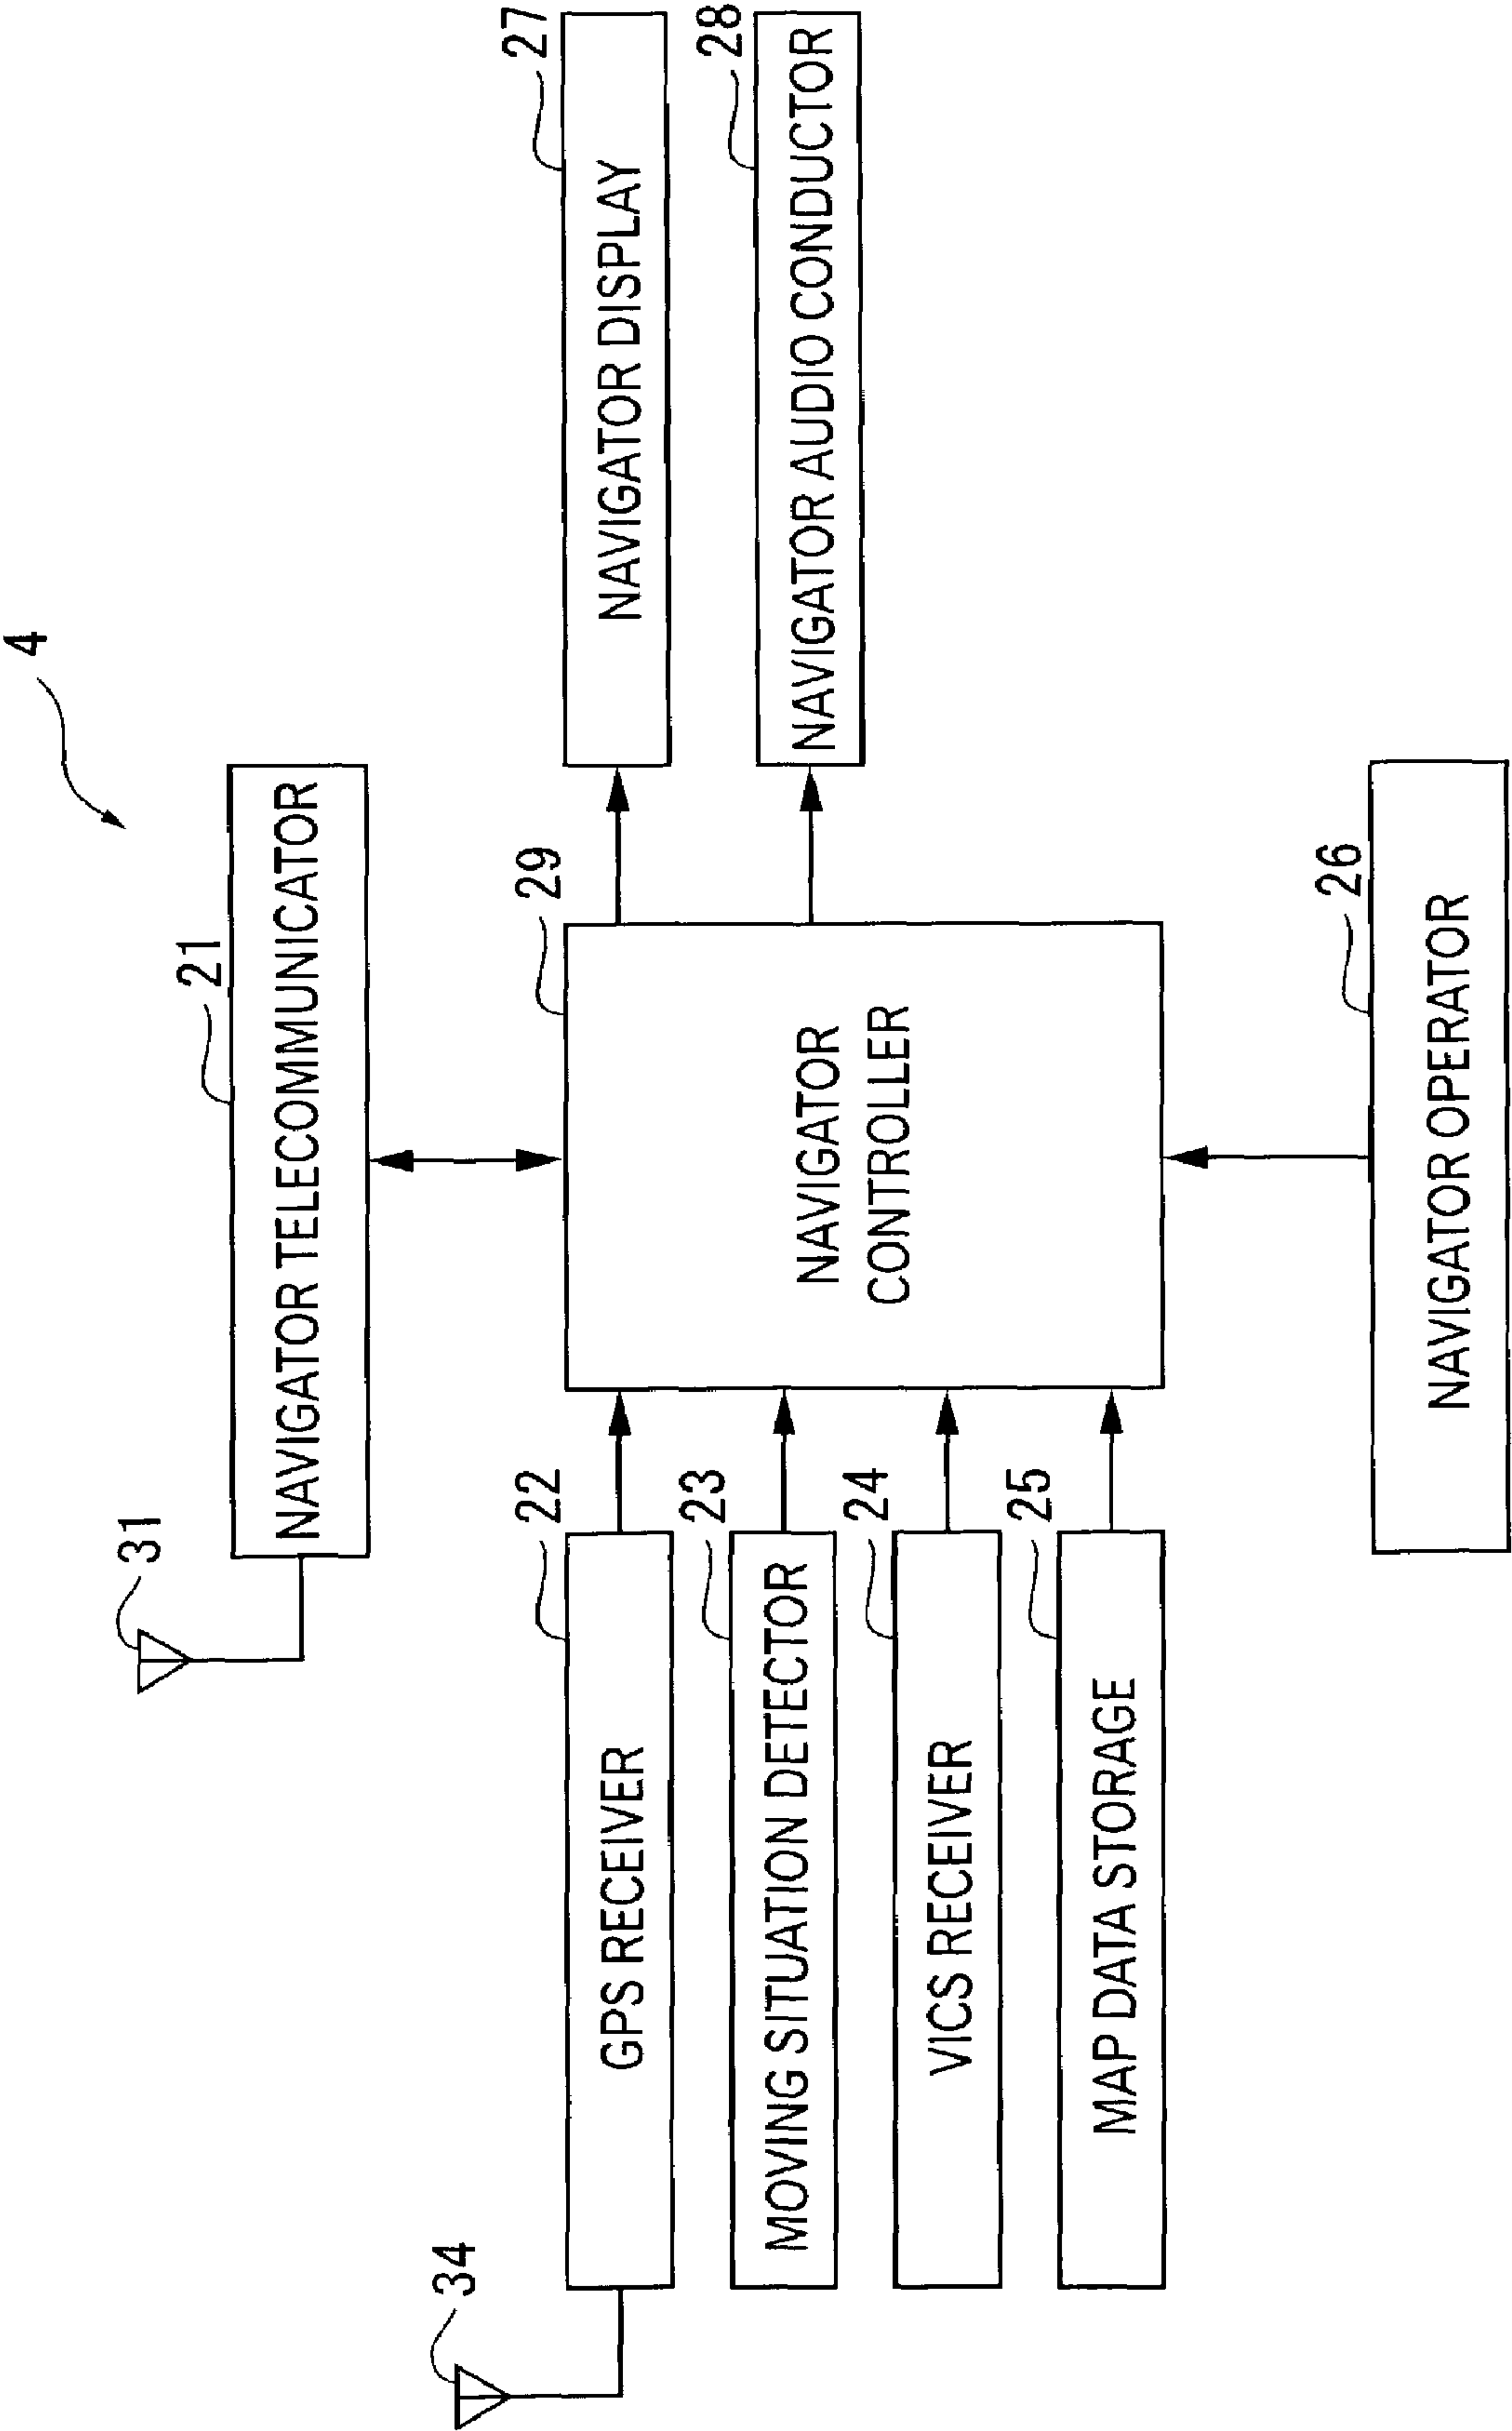 4
31
21
NAVIGATOR TELECOMMUNICATOR
34
22
GPS RECEIVER
23
MOVING SITUATION DETECTOR
24
VICS RECEIVER
25
MAP DATA STORAGE
29
NAVIGATOR
CONTROLLER
27
NAVIGATOR DISPLAY
28
NAVIGATOR AUDIO CONDUCTOR
26
NAVIGATOR OPERATOR